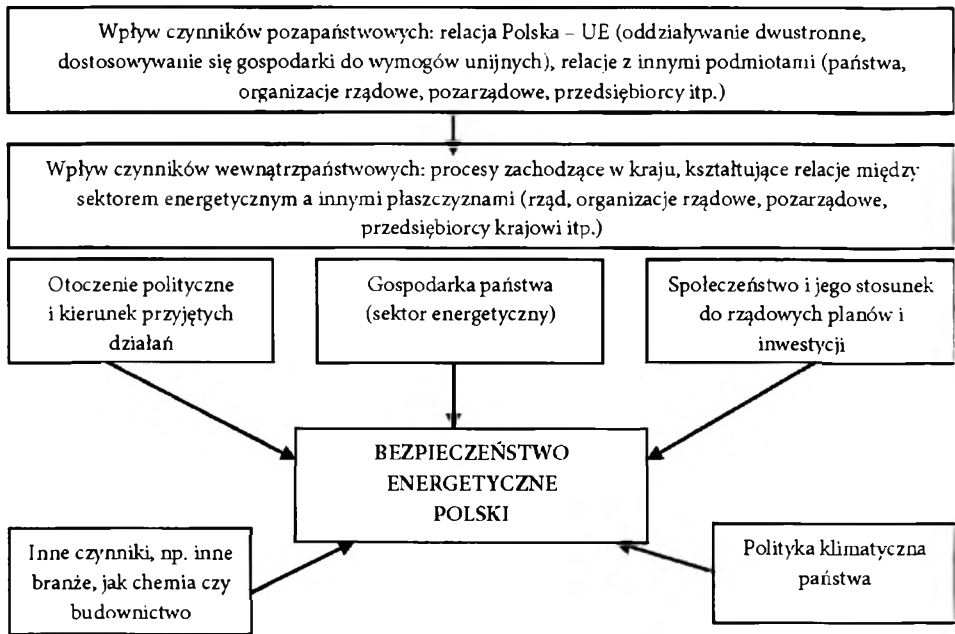 Wpływ czynników pozapaństwowych: relacja Polska – UE (oddziaływanie dwustronne,
dostosowywanie się gospodarki do wymogów unijnych), relacje z innymi podmiotami (państwa,
organizacje rządowe, pozarządowe, przedsiębiorcy itp.)
Wpływ czynników wewnątrzpaństwowych: procesy zachodzące w kraju, kształtujące relacje między
sektorem energetycznym a innymi płaszczyznami (rząd, organizacje rządowe, pozarządowe,
przedsiębiorcy krajowi itp.)
Otoczenie polityczne
i kierunek przyjętych
działań
Gospodarka państwa
(sektor energetyczny)
Społeczeństwo i jego stosunek
do rządowych planów i
inwestycji
BEZPIECZEŃSTWO
ENERGETYCZNE
POLSKI
Inne czynniki, np. inne
branże, jak chemia czy
budownictwo
Polityka klimatyczna
państwa